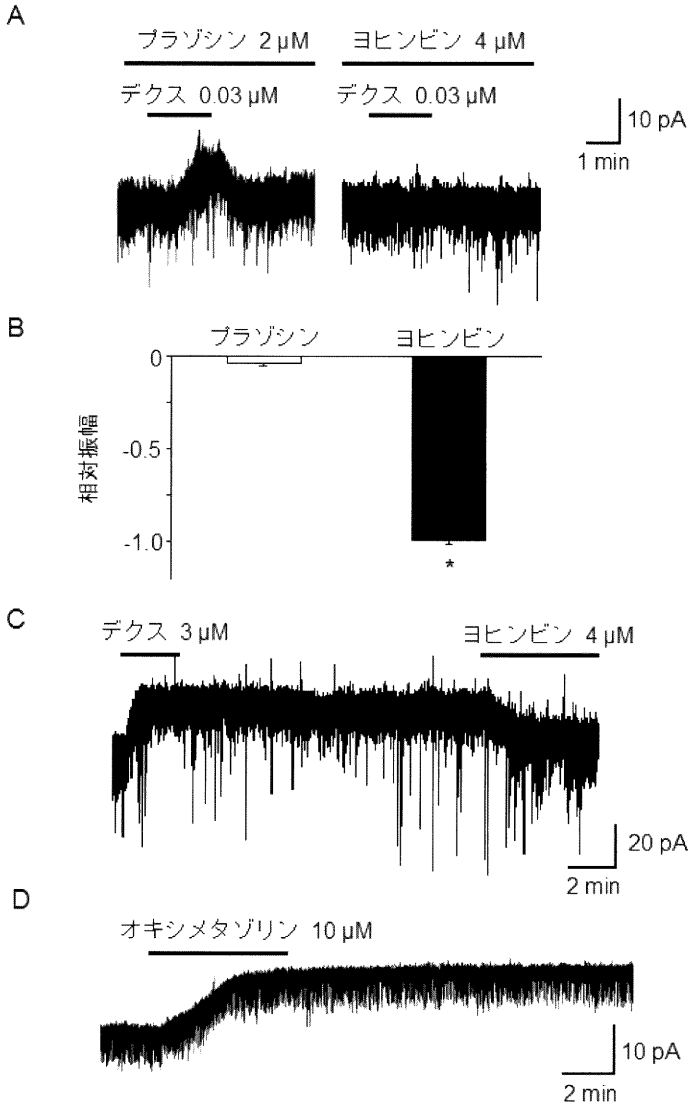 A
プラゾシン 2 μM
ヨヒンビン 4 μM
デクス 0.03 μM
デクス 0.03 μM
10 pA
1 min
B
プラゾシン
ヨヒンビン
0
-0.5
-1.0
相対振幅
*
C
デクス 3 μM
ヨヒンビン 4 μM
20 pA
2 min
D
オキシメタゾリン 10 μM
10 pA
2 min